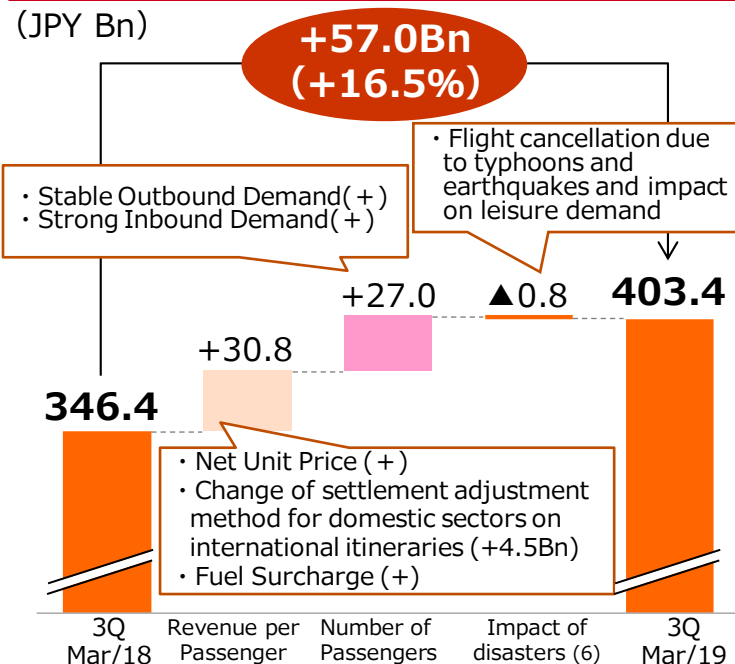 (JPY Bn)
+57.0Bn
(+16.5%)
・Flight cancellation due
to typhoons and
earthquakes and impact
on leisure demand
・Stable Outbound Demand(+)
・Strong Inbound Demand(+)
346.4
+30.8
+27.0
▲0.8
403.4
・Net Unit Price (+)
・Change of settlement adjustment
method for domestic sectors on
international itineraries (+4.5Bn)
・Fuel Surcharge (+)
3Q
Mar/18
Revenue per
Passenger
Number of
Passengers
Impact of
disasters (6)
3Q
Mar/19